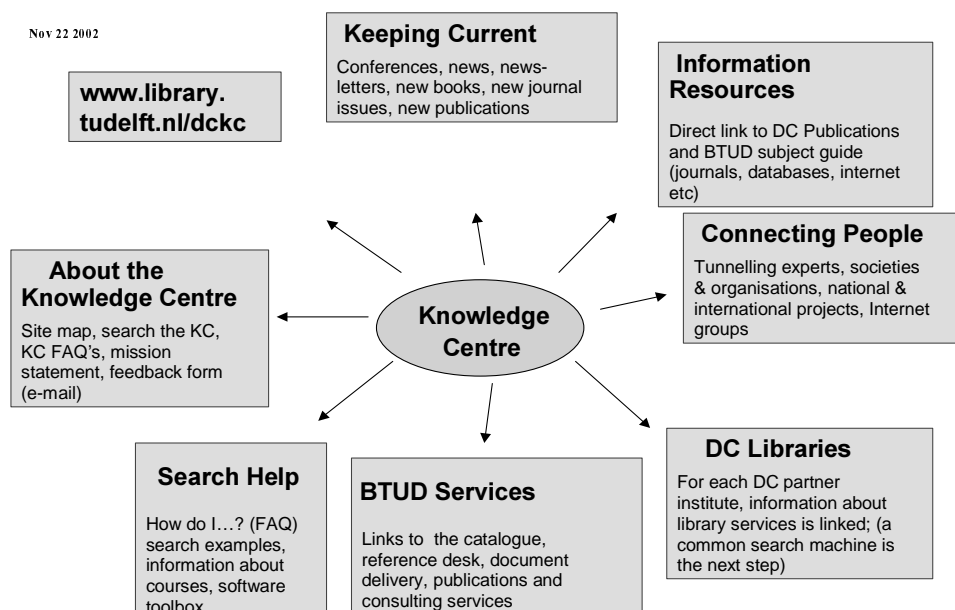 Nov 22 2002
www.library.
tudelft.nl/dckc
Keeping Current
Conferences, news, news-
letters, new books, new journal
issues, new publications
Information
Resources
Direct link to DC Publications
and BTUD subject guide
(journals, databases, internet
etc)
Connecting People
Tunnelling experts, societies
& organisations, national &
international projects, Internet
groups
About the
Knowledge Centre
Site map, search the KC,
KC FAQ's, mission
statement, feedback form
(e-mail)
Knowledge
Centre
Search Help
How do I…? (FAQ)
search examples,
information about
courses, software
toolbox
BTUD Services
Links to the catalogue,
reference desk, document
delivery, publications and
consulting services
DC Libraries
For each DC partner
institute, information about
library services is linked; (a
common search machine is
the next step)